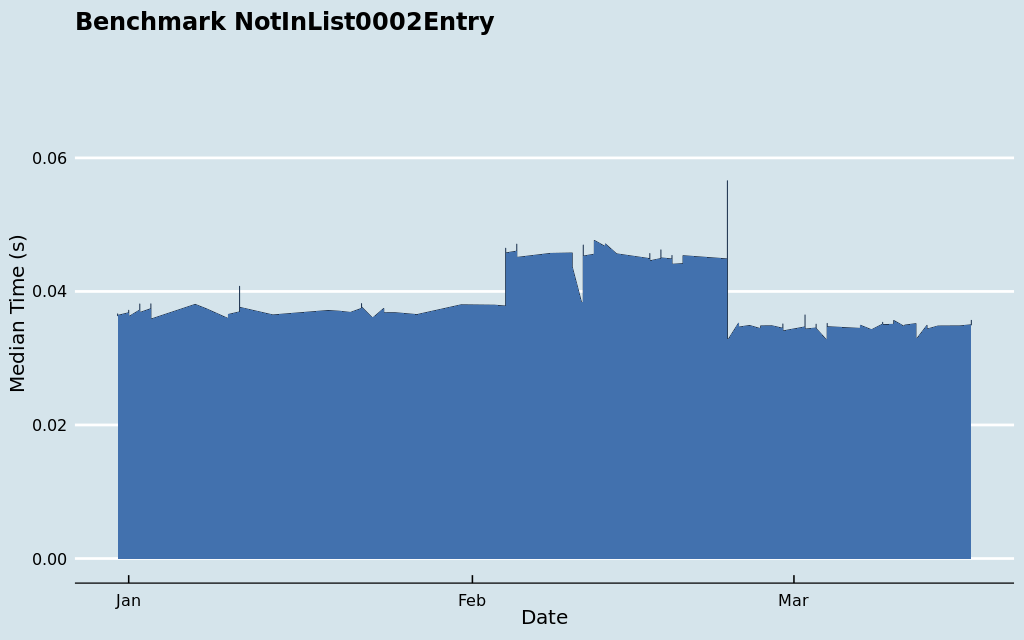 Benchmark NotInList0002Entry
0.06
0.04
0.02
0.00
Median Time (s)
Jan
Feb
Mar
Date